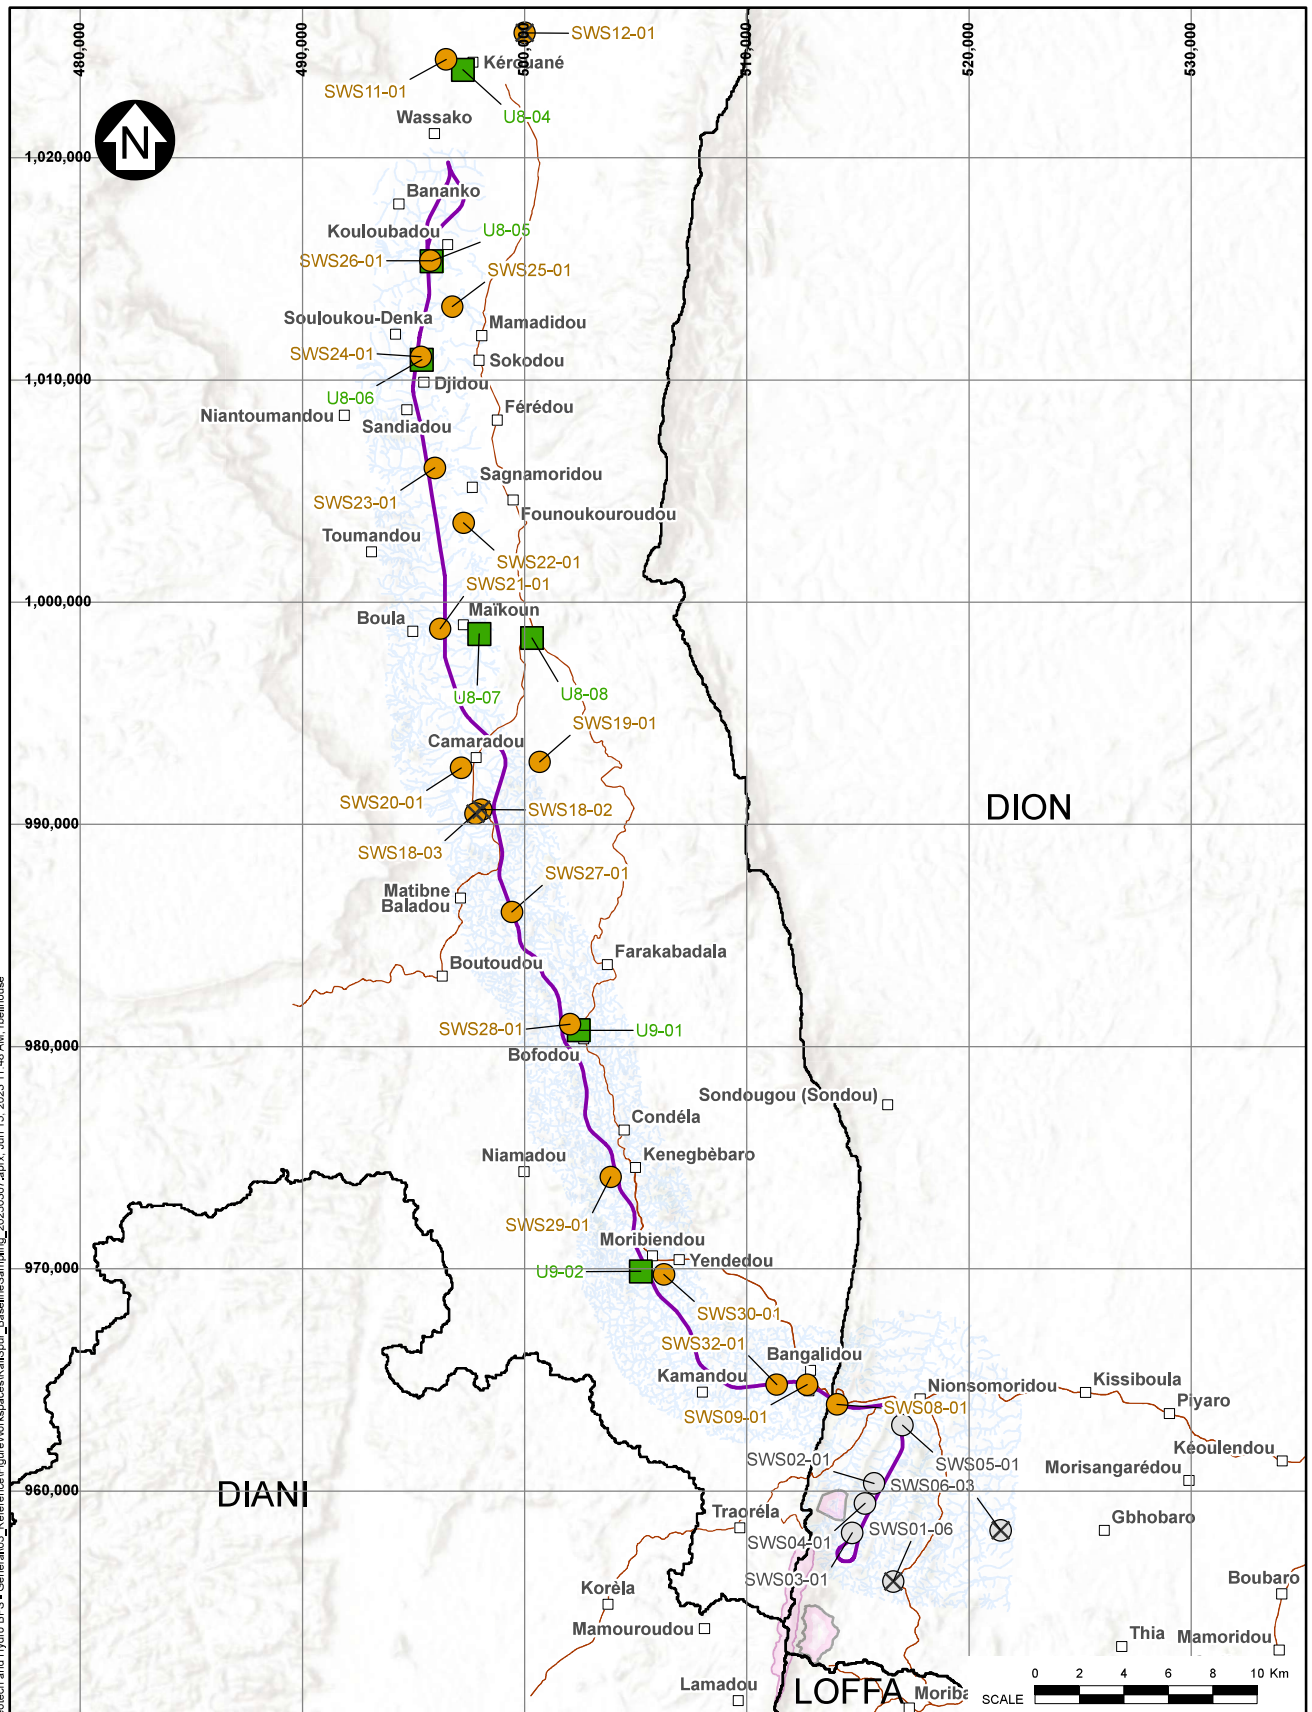 480,000
490,000
500,000
510,000
520,000
530,000
SWS12-01
Kérouané
SWS11-01
U8-04
Wassako
N
1,020,000
Bananko
U8-05
Kouloubadou
SWS26-01
SWS25-01
Souloukou-Denka
Mamadidou
SWS24-01
Sokodou
1,010,000
Djidou
U8-06
Niantoumandou
Férédou
Sandiadou
Sagnamoridou
SWS23-01
Founoukouroudou
Toumandou
SWS22-01
SWS21-01
1,000,000
Maïkoun
Boula
U8-07
U8-08
SWS19-01
Camaradou
SWS20-01
SWS18-02
DION
990,000
SWS18-03
SWS27-01
Matibne
Baladou
Farakabadala
Boutoudou
SWS28-01
U9-01
980,000
Bofodou
Sondougou (Sondou)
Condéla
Niamadou
Kenegbèbaro
SWS29-01
Moribiendou
Yendedou
970,000
U9-02
SWS30-01
SWS32-01
Bangalidou
Kamandou
Nionsomoridou
Kissiboula
Piyaro
SWS09-01
SWS08-01
Kéoulendou
SWS02-01
SWS05-01
Morisangarédou
SWS06-03
960,000
DIANI
Traoréla
Gbhobaro
SWS01-06
SWS04-01
SWS03-01
Korèla
Boubaro
Mamouroudou
Thia
Mamoridou
Lamadou
LOFFA
Moriba
SCALE
0 2 4 6 8 10 Km